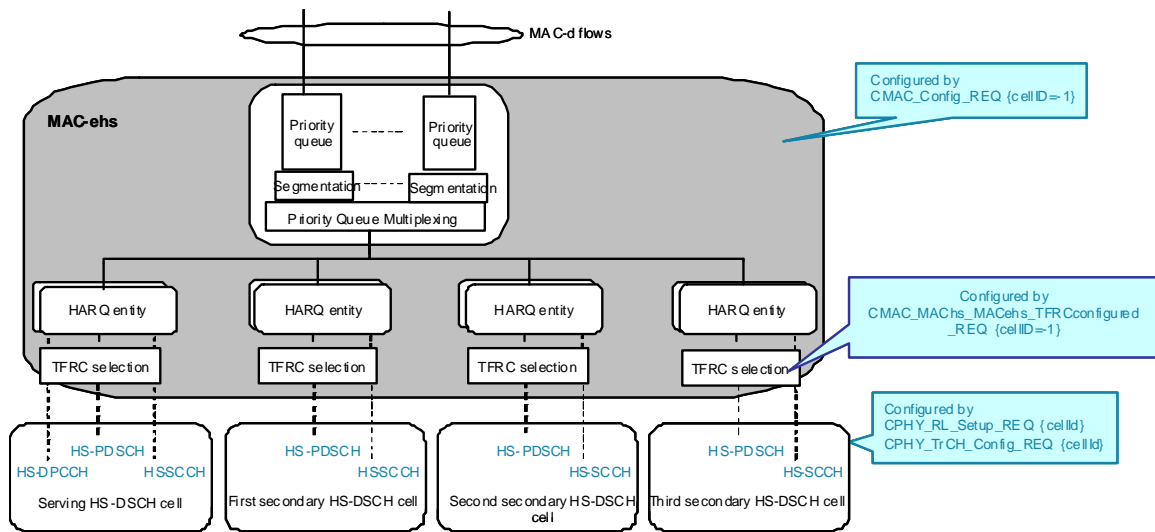 MAC-d flows
Configured by
CMAC_Config_REQ {cellID=-1}
MAC-ehs
Priority
queue
Priority
queue
Segmentation
Segmentation
Priority Queue Multiplexing
HARQ entity
HARQ entity
HARQ entity
HARQ entity
Configured by
CMAC_MAChs_MACehs_TFRCconfigured
_REQ {cellID=-1}
TFRC selection
TFRC selection
TFRC selection
TFRC selection
Configured by
CPHY_RL_Setup_REQ {cellId}
CPHY_TrCH_Config_REQ {cellId}
HS-PDSCH
HS-DPCCH
HSSCCH
Serving HS-DSCH cell
HS-PDSCH
HSSCCH
First secondary HS-DSCH cell
HS-PDSCH
HS-SCCH
Second secondary HS-DSCH
cell
HS-PDSCH
HS-SCCH
Third secondary HS-DSCH cell